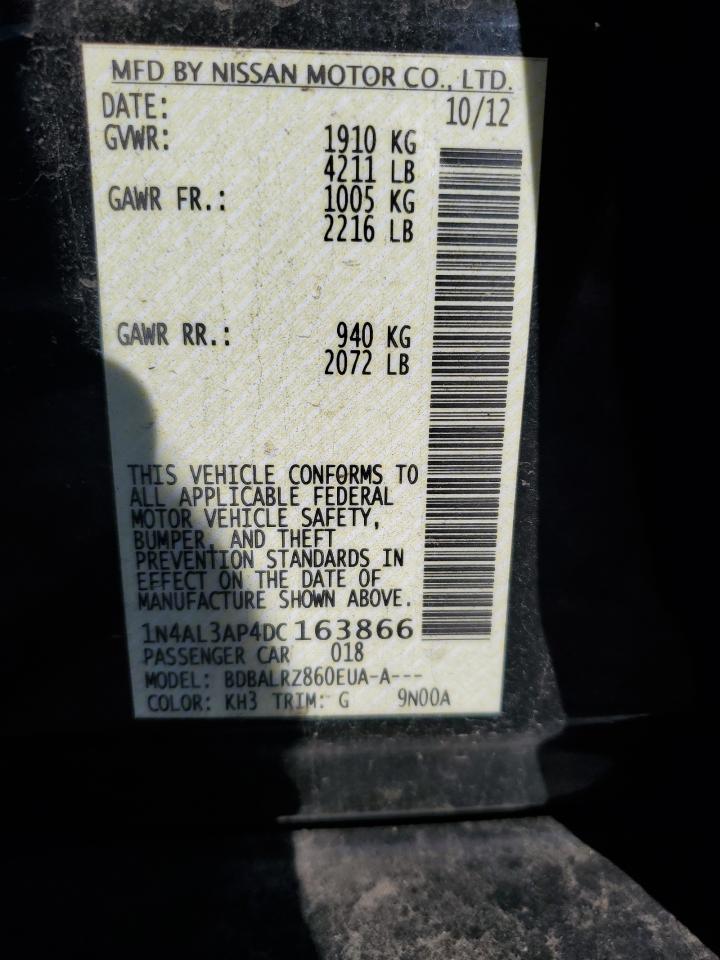 MFD BY NISSAN MOTOR CO., LTD.
DATE: 10/12
GVWR: 1910 KG
4211 LB
GAWR FR.: 1005 KG
2216 LB
GAWR RR.: 940 KG
2072 LB
THIS VEHICLE CONFORMS TO
ALL APPLICABLE FEDERAL
MOTOR VEHICLE SAFETY,
BUMPER, AND THEFT
PREVENTION STANDARDS IN
EFFECT ON THE DATE OF
MANUFACTURE SHOWN ABOVE.
1N4AL3AP4DC163866
PASSENGER CAR 018
MODEL: BDBALRZ860EUA-A---
COLOR: KH3 TRIM: G 9N00A